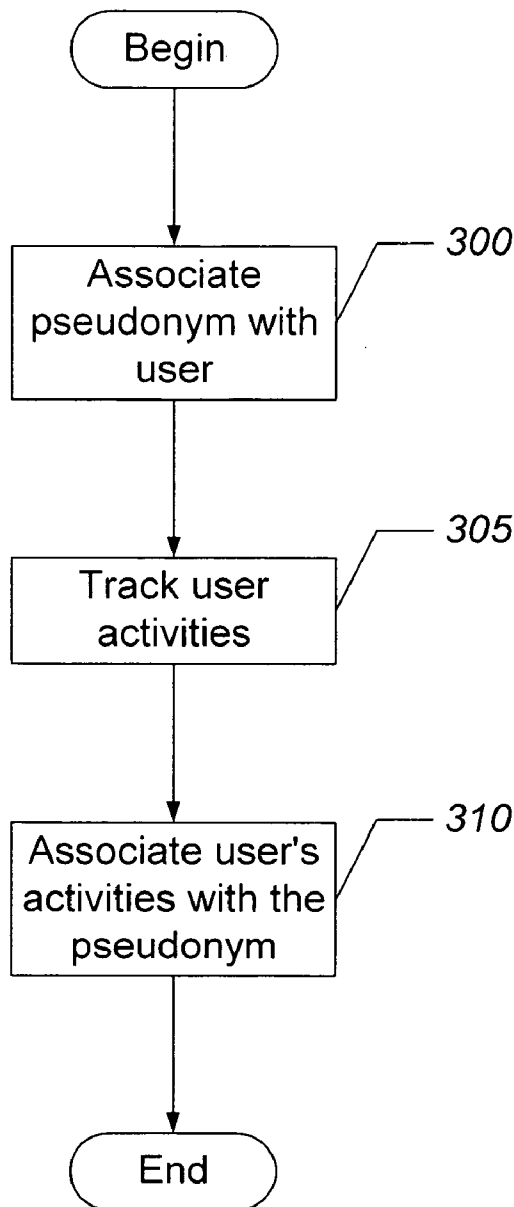 Begin
300
Associate
pseudonym with
user
305
Track user
activities
310
Associate user's
activities with the
pseudonym
End